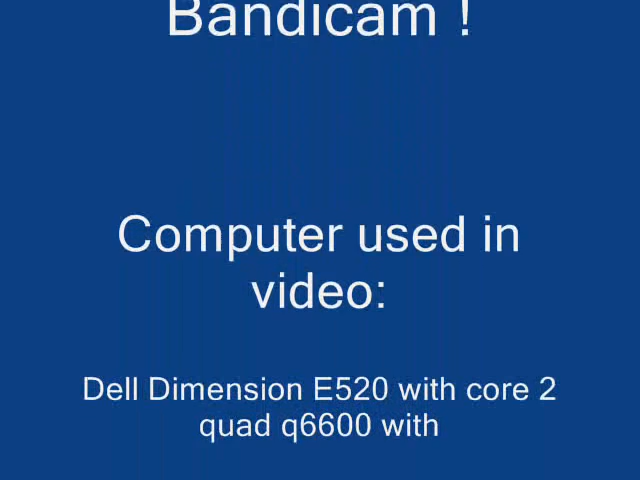 Bandicam !
Computer used in
video:
Dell Dimension E520 with core 2
quad q6600 with